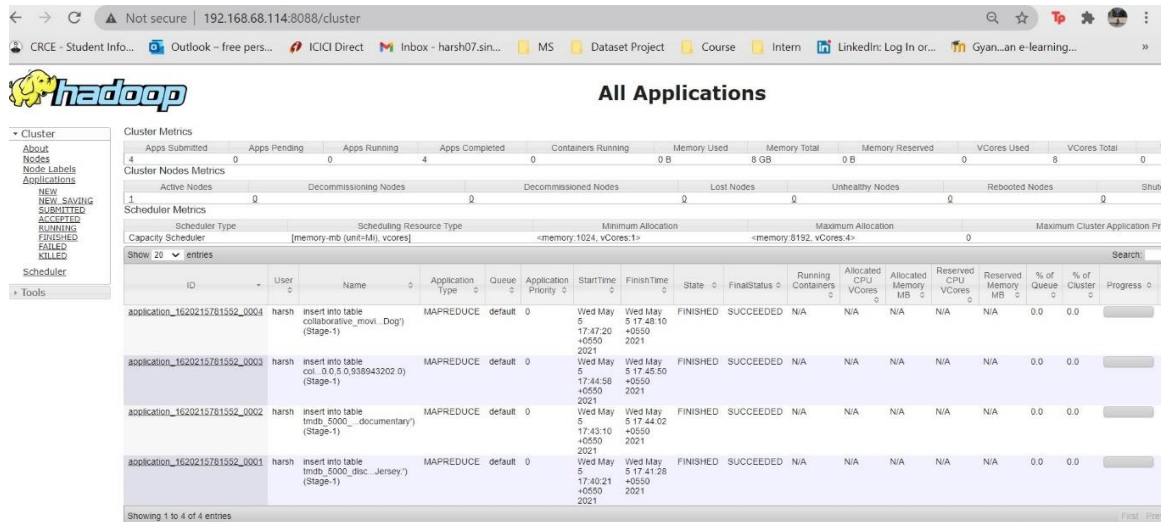 Not secure | 192.168.68.114:8088/cluster
CRCE - Student Info... Outlook – free pers... ICICI Direct Inbox - harsh07.sin... MS Dataset Project Course Intern LinkedIn: Log In or... Gyan...an e-learning... »
hadoop
All Applications
Cluster
About
Nodes
Node Labels
Applications
NEW
NEW_SAVING
SUBMITTED
ACCEPTED
RUNNING
FINISHED
FAILED
KILLED
Scheduler
Tools
Cluster Metrics
Apps Submitted Apps Pending Apps Running Apps Completed Containers Running Memory Used Memory Total Memory Reserved VCores Used VCores Total
4 0 0 4 0 0 B 8 GB 0 B 0 8 0
Cluster Nodes Metrics
Active Nodes Decommissioning Nodes Decommissioned Nodes Lost Nodes Unhealthy Nodes Rebooted Nodes Shut
1 0 0 0 0 0 0
Scheduler Metrics
Scheduler Type Scheduling Resource Type Minimum Allocation Maximum Allocation Maximum Cluster Application Pr
Capacity Scheduler [memory-mb (unit=Mi), vcores] <memory:1024, vCores:1> <memory:8192, vCores:4> 0
Show 20 entries Search:
ID User Name Application Type Queue Application Priority StartTime FinishTime State FinalStatus Running Containers Allocated CPU VCores Allocated Memory MB Reserved CPU VCores Reserved Memory MB % of Queue % of Cluster Progress
application_1620215781552_0004 harsh insert into table collaborative_movi...Dog') (Stage-1) MAPREDUCE default 0 Wed May 5 17:47:20 +0550 2021 Wed May 5 17:48:10 +0550 2021 FINISHED SUCCEEDED N/A N/A N/A N/A N/A 0.0 0.0
application_1620215781552_0003 harsh insert into table col...0.0,5.0,938943202.0) (Stage-1) MAPREDUCE default 0 Wed May 5 17:44:58 +0550 2021 Wed May 5 17:45:50 +0550 2021 FINISHED SUCCEEDED N/A N/A N/A N/A N/A 0.0 0.0
application_1620215781552_0002 harsh insert into table tmdb_5000_...documentary') (Stage-1) MAPREDUCE default 0 Wed May 5 17:43:10 +0550 2021 Wed May 5 17:44:02 +0550 2021 FINISHED SUCCEEDED N/A N/A N/A N/A N/A 0.0 0.0
application_1620215781552_0001 harsh insert into table tmdb_5000_disc...Jersey.') (Stage-1) MAPREDUCE default 0 Wed May 5 17:40:21 +0550 2021 Wed May 5 17:41:28 +0550 2021 FINISHED SUCCEEDED N/A N/A N/A N/A N/A 0.0 0.0
Showing 1 to 4 of 4 entries First Pre